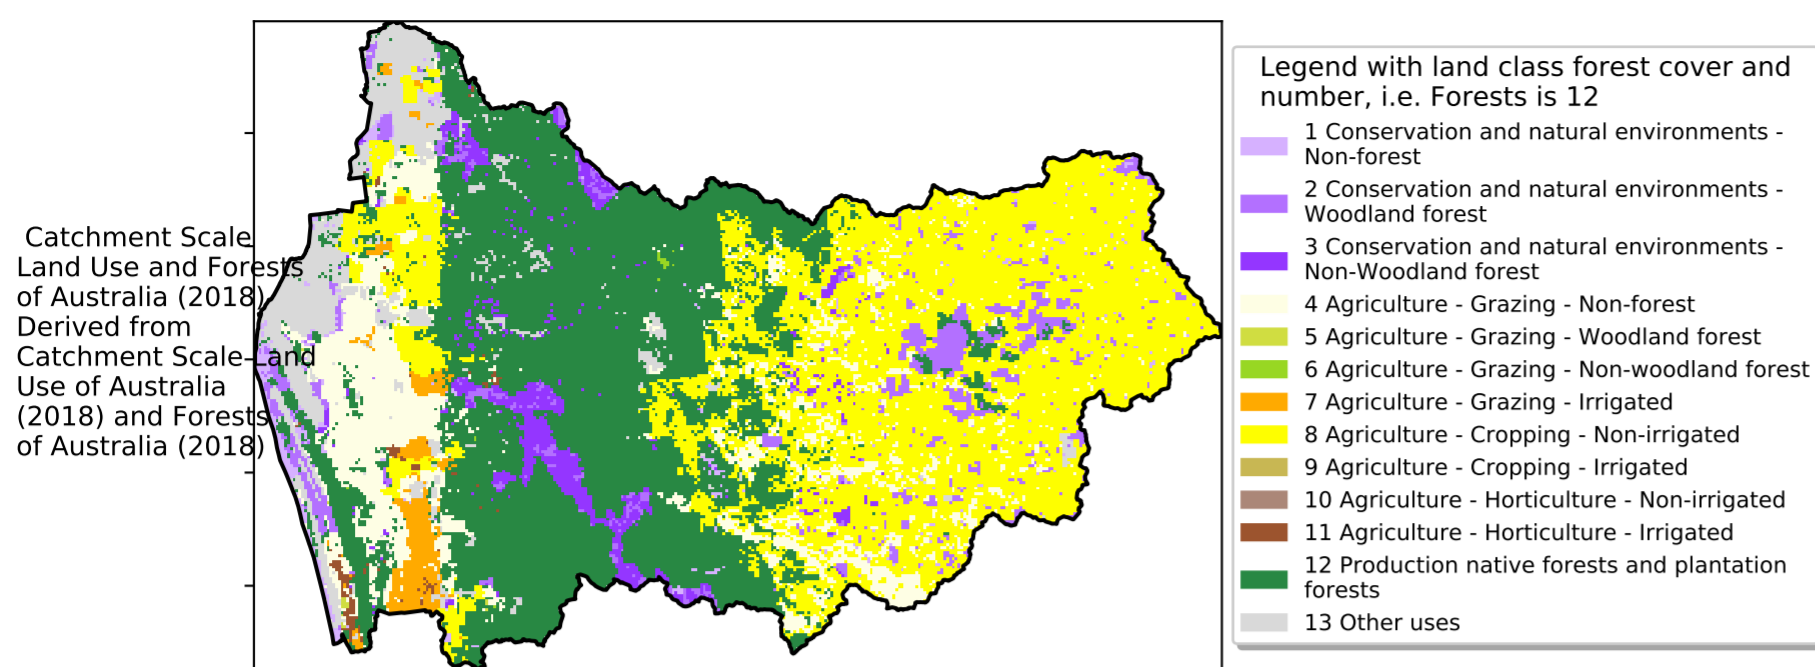 Catchment Scale
Land Use and Forests
of Australia (2018)
Derived from
Catchment Scale Land
Use of Australia
(2018) and Forests
of Australia (2018)
Legend with land class forest cover and
number, i.e. Forests is 12
1 Conservation and natural environments -
Non-forest
2 Conservation and natural environments -
Woodland forest
3 Conservation and natural environments -
Non-Woodland forest
4 Agriculture - Grazing - Non-forest
5 Agriculture - Grazing - Woodland forest
6 Agriculture - Grazing - Non-woodland forest
7 Agriculture - Grazing - Irrigated
8 Agriculture - Cropping - Non-irrigated
9 Agriculture - Cropping - Irrigated
10 Agriculture - Horticulture - Non-irrigated
11 Agriculture - Horticulture - Irrigated
12 Production native forests and plantation
forests
13 Other uses